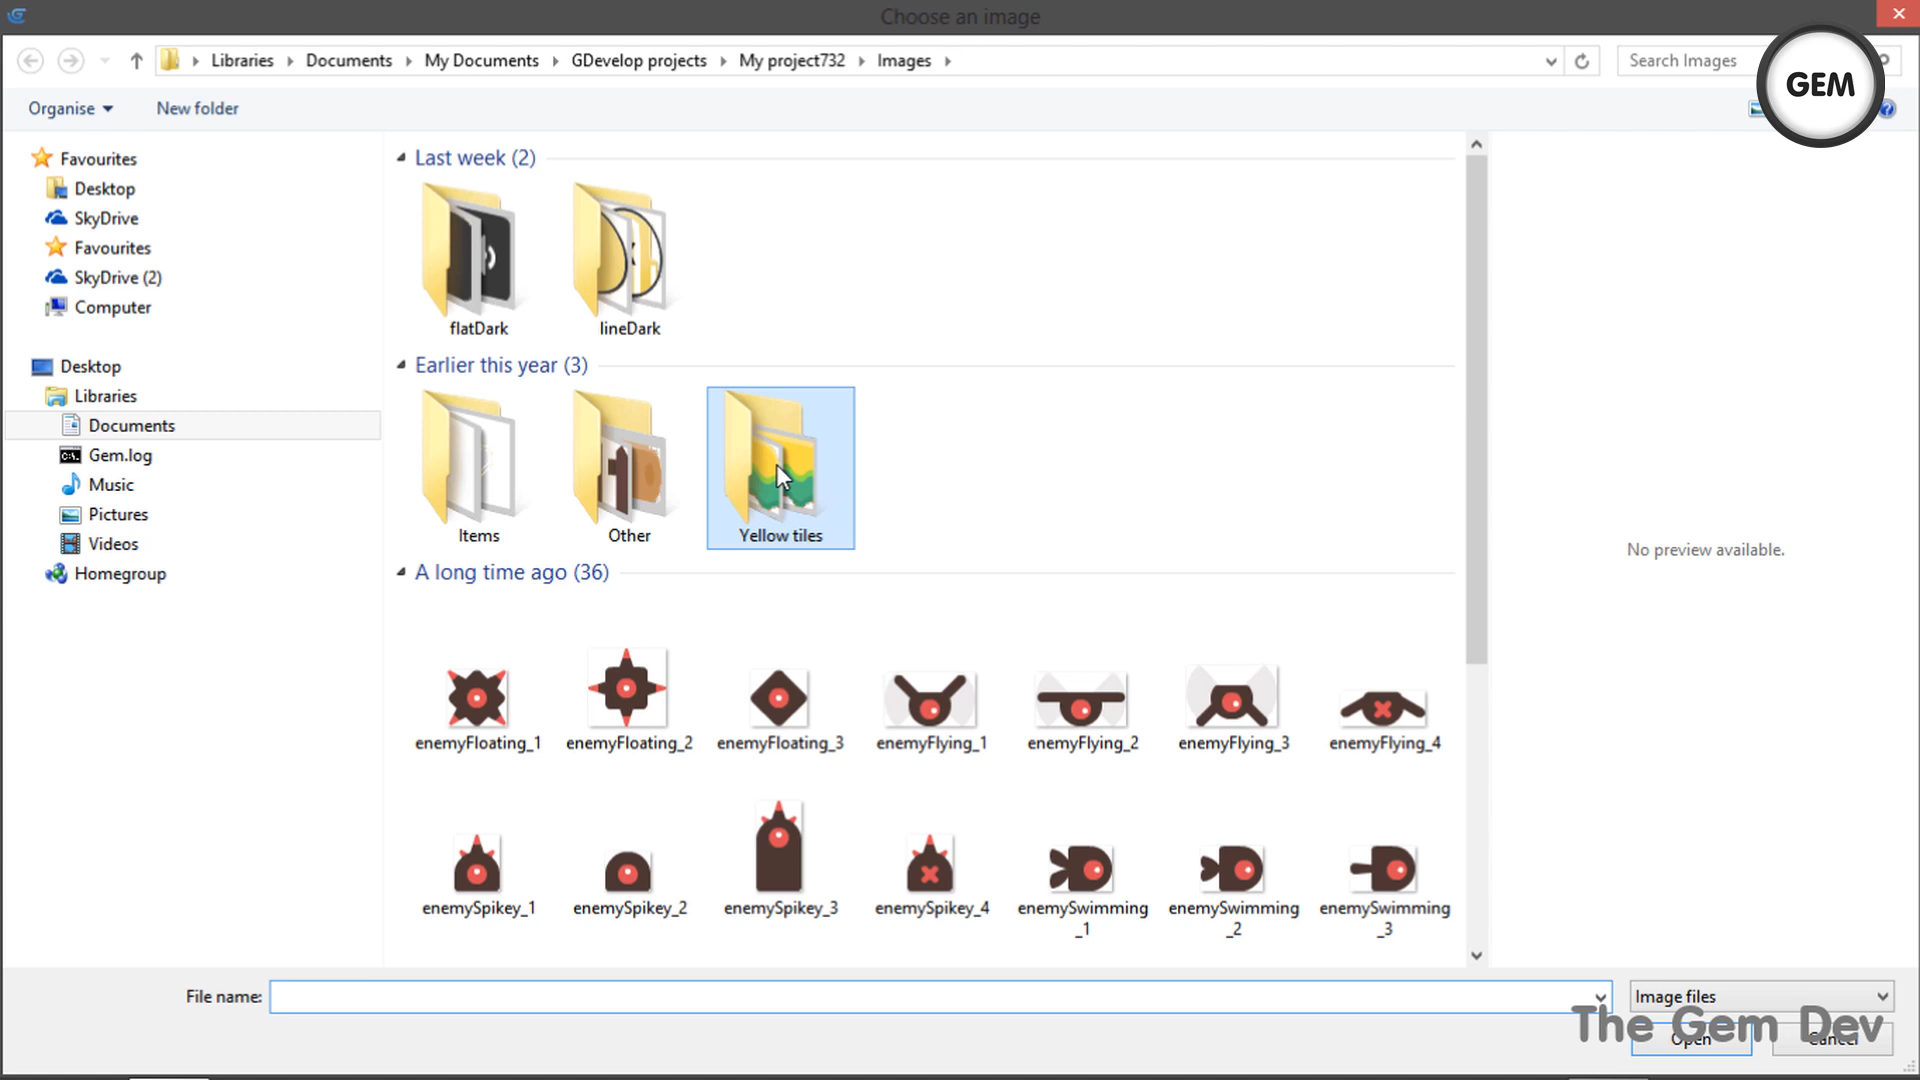 Choose an image
Libraries Documents My Documents GDevelop projects My project732 Images
Search Images
GEM
Organise New folder
Favourites
Desktop
SkyDrive
Favourites
SkyDrive (2)
Computer
Desktop
Libraries
Documents
Gem.log
Music
Pictures
Videos
Homegroup
Last week (2)
flatDark lineDark
Earlier this year (3)
Items Other Yellow tiles
A long time ago (36)
enemyFloating_1 enemyFloating_2 enemyFloating_3 enemyFlying_1 enemyFlying_2 enemyFlying_3 enemyFlying_4
enemySpikey_1 enemySpikey_2 enemySpikey_3 enemySpikey_4 enemySwimming enemySwimming enemySwimming
_1 _2 _3
No preview available.
File name: Image files
The Gem Dev
Open Cancel